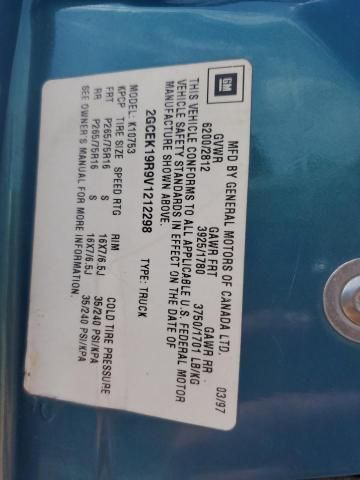 GM
MFD BY GENERAL MOTORS OF CANADA LTD.
03/97
GVWR GAWR FRT GAWR RR
6200/2812 3925/1780 3750/1701 LB/KG
THIS VEHICLE CONFORMS TO ALL APPLICABLE U.S. FEDERAL MOTOR
VEHICLE SAFETY STANDARDS IN EFFECT ON THE DATE OF
MANUFACTURE SHOWN ABOVE.
2GCEK19R9V1212298 TYPE: TRUCK
MODEL: K10753
KPCP TIRE SIZE SPEED RTG RIM COLD TIRE PRESSURE
FRT P265/75R16 S 16X7/6.5J 35/240 PSI/KPA
RR P265/75R16 S 16X7/6.5J 35/240 PSI/KPA
SEE OWNER'S MANUAL FOR MORE INFORMATION.